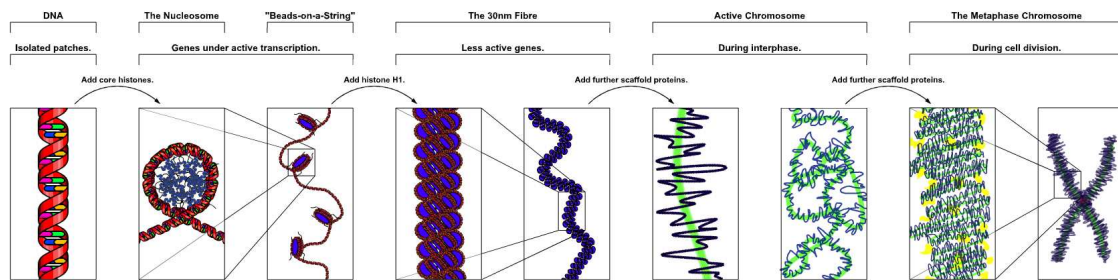 DNA
The Nucleosome
"Beads-on-a-String"
The 30nm Fibre
Active Chromosome
The Metaphase Chromosome
Isolated patches.
Genes under active transcription.
Less active genes.
During interphase.
During cell division.
Add core histones.
Add histone H1.
Add further scaffold proteins.
Add further scaffold proteins.